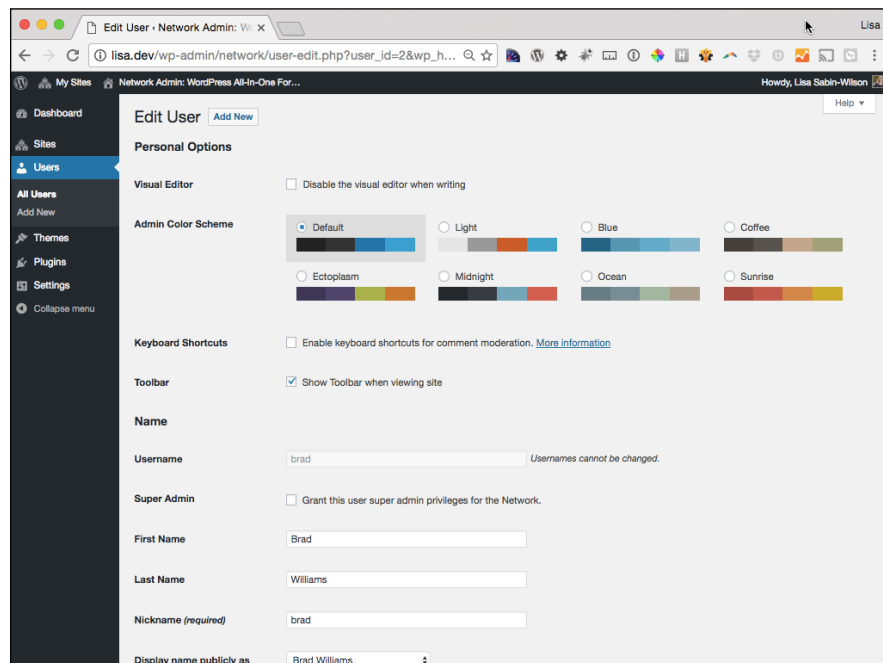 Edit User ‹ Network Admin: W
Lisa
lisa.dev/wp-admin/network/user-edit.php?user_id=2&wp_h...
My Sites
Network Admin: WordPress All-In-One For...
Howdy, Lisa Sabin-Wilson
Help
Dashboard
Sites
Users
All Users
Add New
Themes
Plugins
Settings
Collapse menu
Edit User Add New
Personal Options
Visual Editor Disable the visual editor when writing
Admin Color Scheme
Default Light Blue Coffee
Ectoplasm Midnight Ocean Sunrise
Keyboard Shortcuts Enable keyboard shortcuts for comment moderation. More information
Toolbar Show Toolbar when viewing site
Name
Username brad Usernames cannot be changed.
Super Admin Grant this user super admin privileges for the Network.
First Name Brad
Last Name Williams
Nickname (required) brad
Display name publicly as Brad Williams